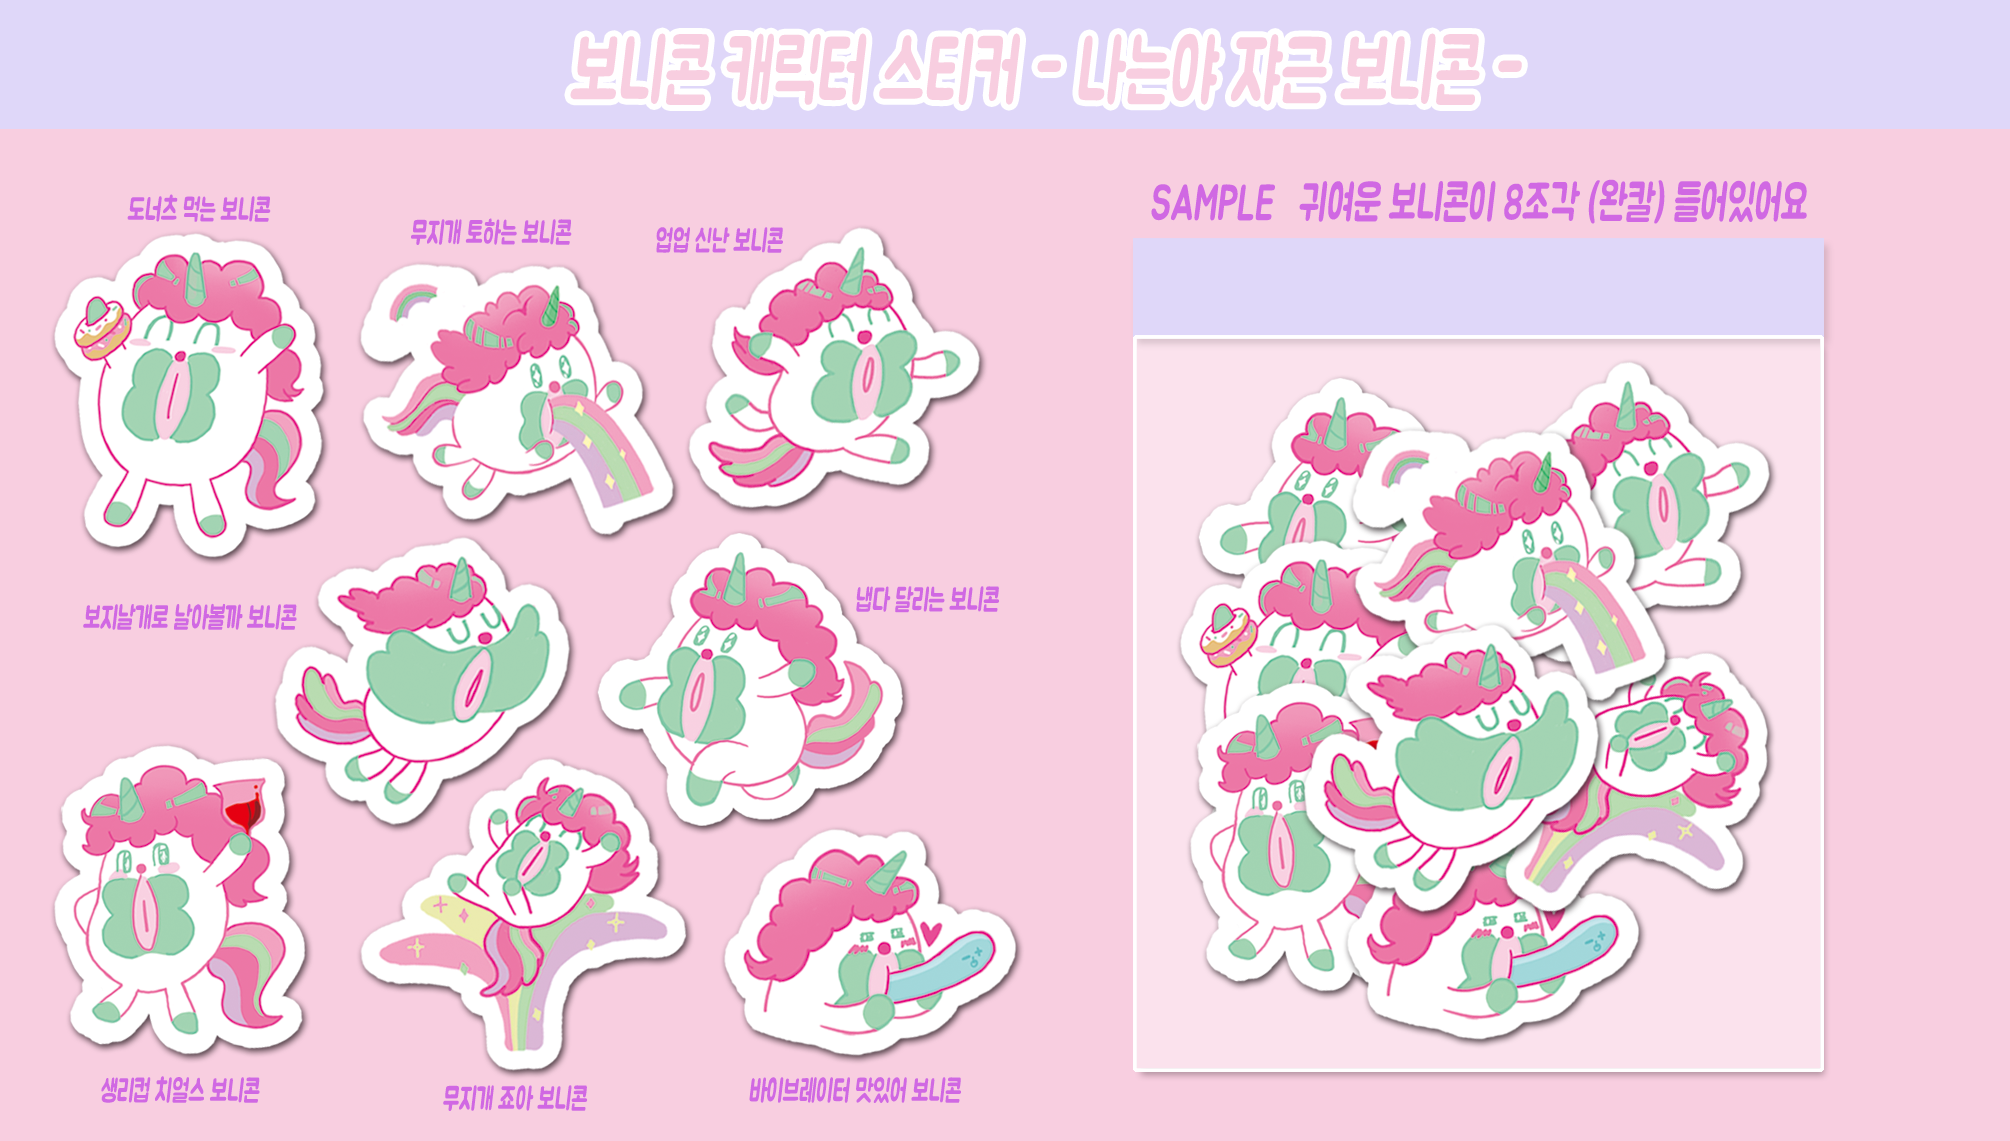 보니콘 캐릭터 스티커 - 나는야 쟈근 보니콘 -
SAMPLE 귀여운 보니콘이 8조각 (완칼) 들어있어요
도너츠 먹는 보니콘
무지개 토하는 보니콘
업업 신난 보니콘
보지날개로 날아볼까 보니콘
냅다 달리는 보니콘
생리컵 치얼스 보니콘
무지개 죠아 보니콘
바이브레이터 맛있어 보니콘